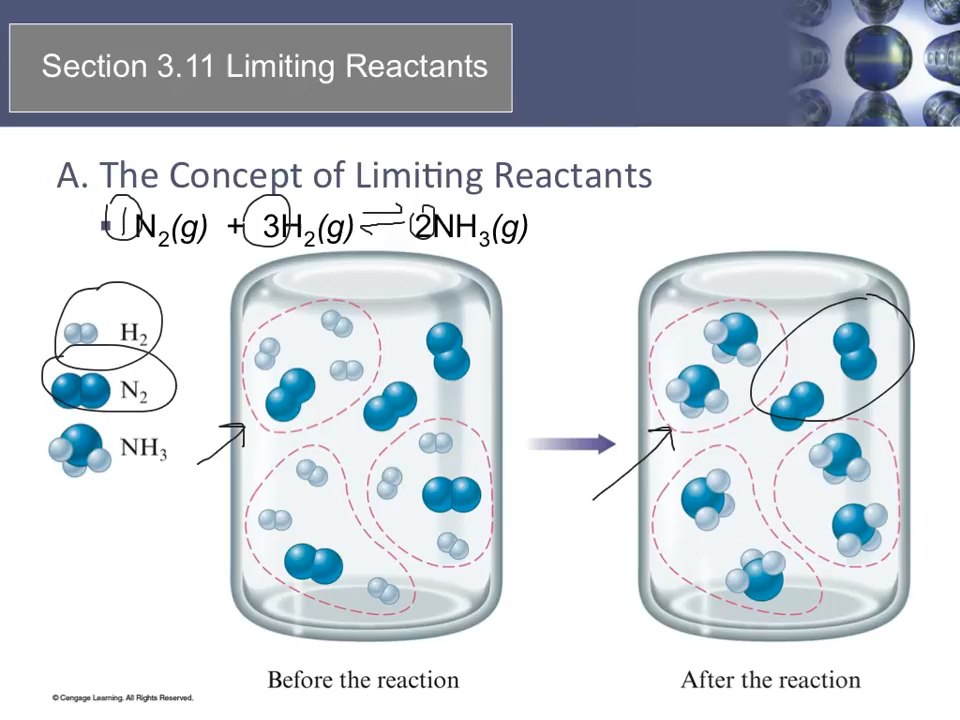 Section 3.11 Limiting Reactants
A. The Concept of Limiting Reactants
▪ 1N₂(g) + 3H₂(g) ⇌ 2NH₃(g)
H₂
N₂
NH₃
Before the reaction
After the reaction
© Cengage Learning. All Rights Reserved.